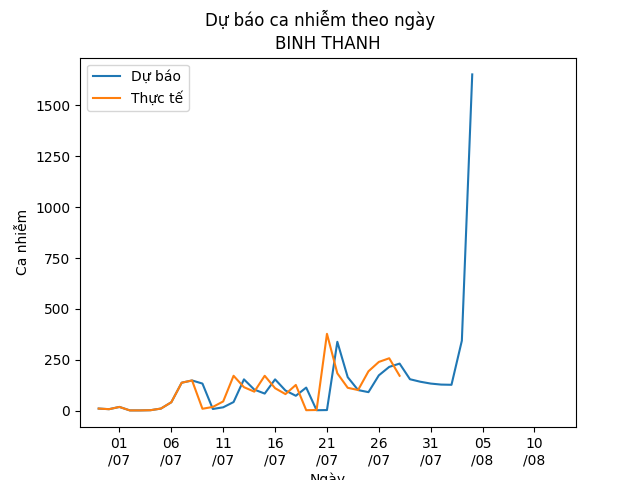 Dự báo ca nhiễm theo ngày
BINH THANH
Dự báo
Thực tế
Ca nhiễm
1500
1250
1000
750
500
250
0
01 06 11 16 21 26 31 05 10
/07 /07 /07 /07 /07 /07 /07 /08 /08
Ngày